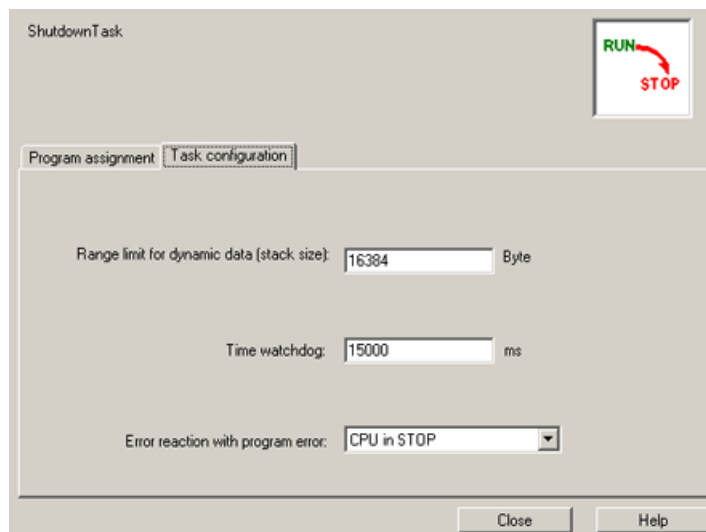 ShutdownTask
RUN
STOP
Program assignment Task configuration
Range limit for dynamic data (stack size): 16384 Byte
Time watchdog: 15000 ms
Error reaction with program error: CPU in STOP
Close Help